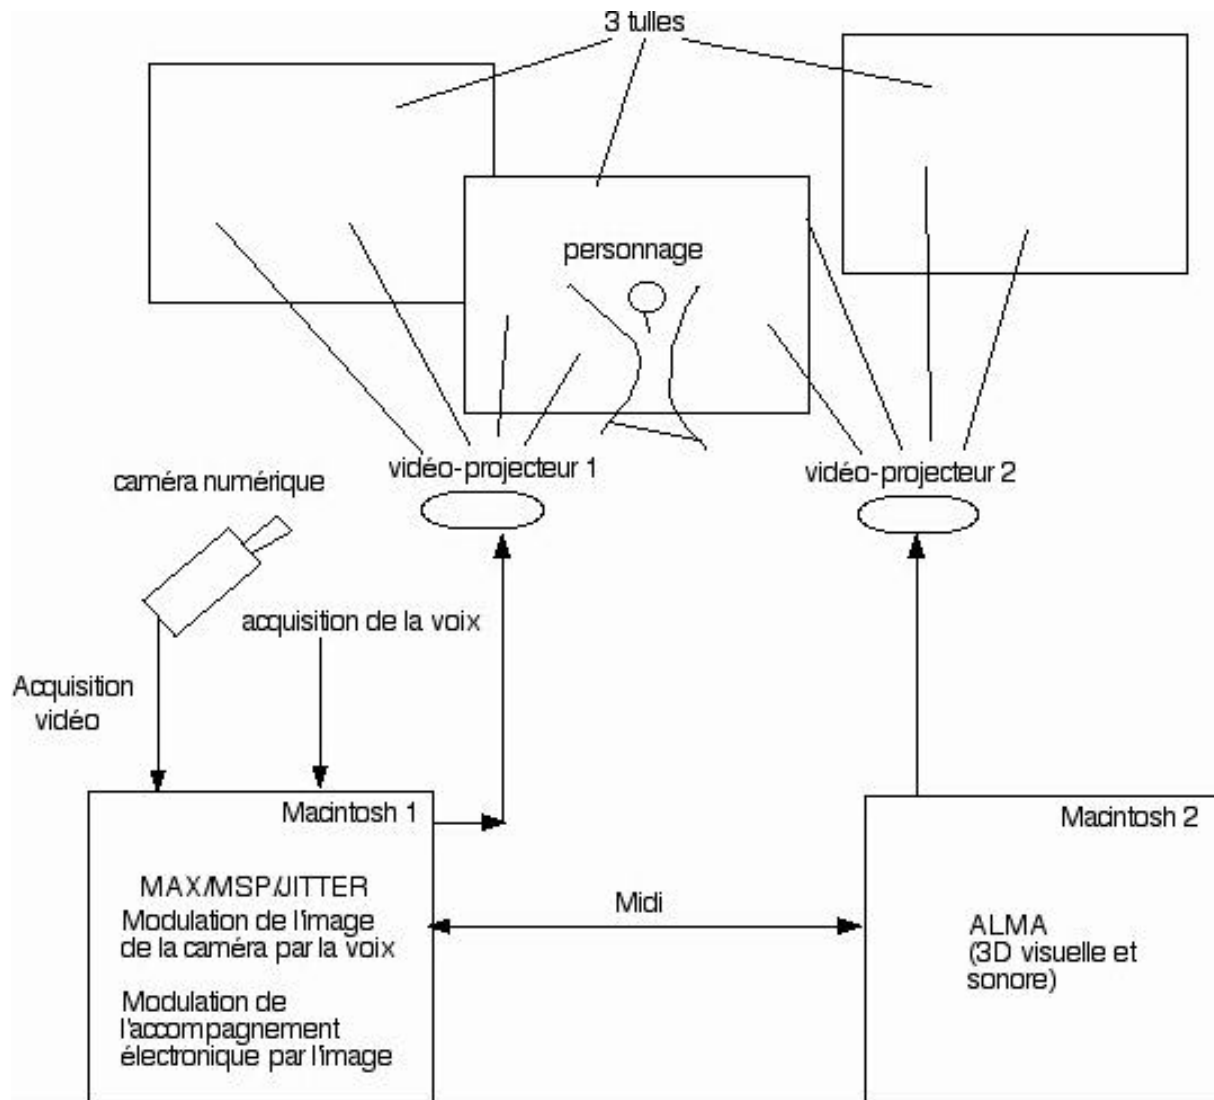 3 tulles
personnage
vidéo-projecteur 1
vidéo-projecteur 2
caméra numérique
acquisition de la voix
Acquisition
vidéo
Macintosh 1
MAX/MSP/JITTER
Modulation de l'image
de la caméra par la voix
Modulation de
l'accompagnement
électronique par l'image
Midi
Macintosh 2
ALMA
(3D visuelle et
sonore)